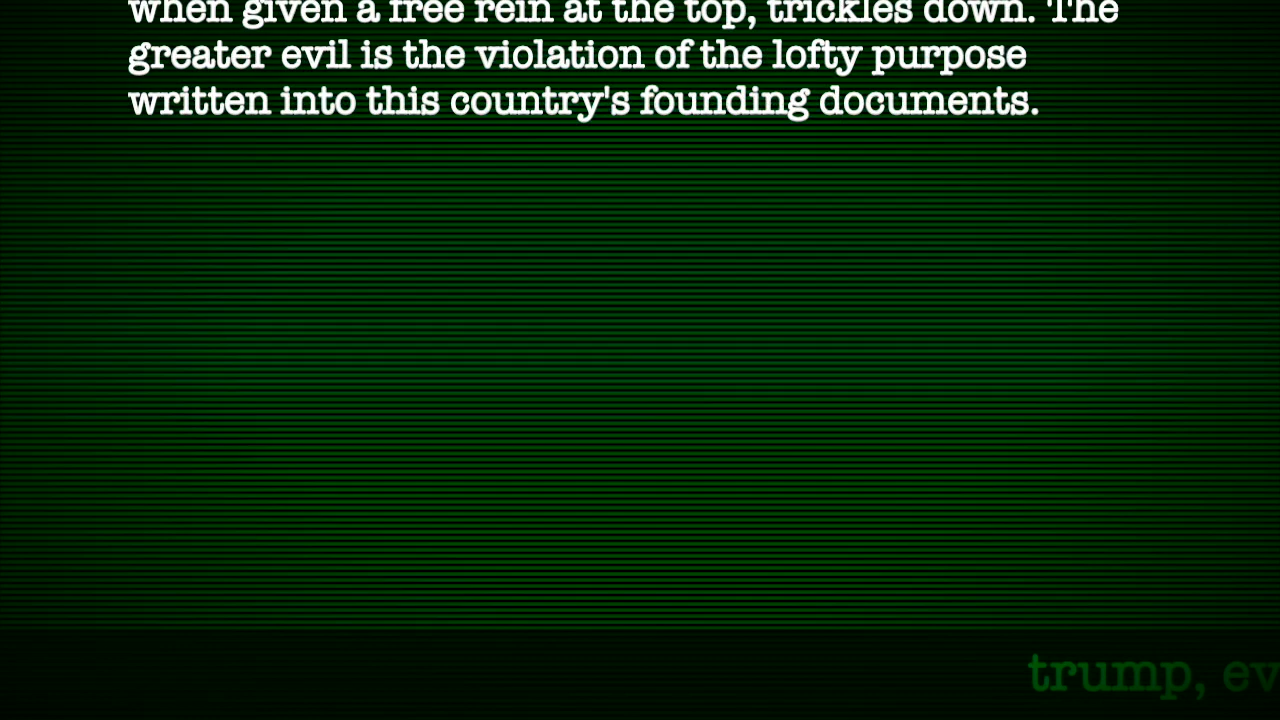 when given a free rein at the top, trickles down. The
greater evil is the violation of the lofty purpose
written into this country's founding documents.
trump, ev